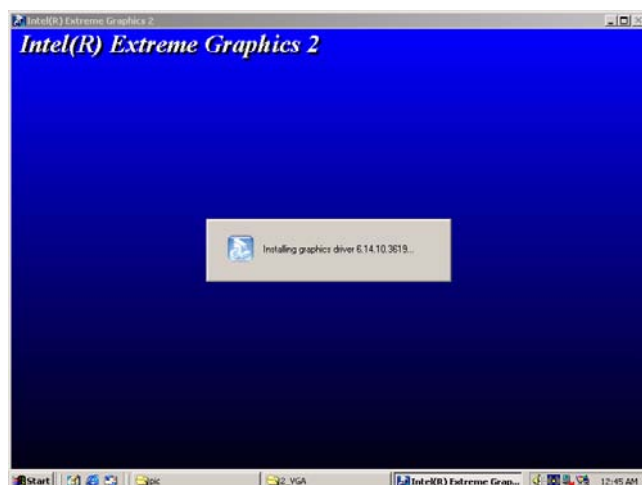 Intel(R) Extreme Graphics 2
Intel(R) Extreme Graphics 2
Installing graphics driver 6.14.10.3619...
Start
pic
2_VGA
Intel(R) Extreme Grap...
12:45 AM